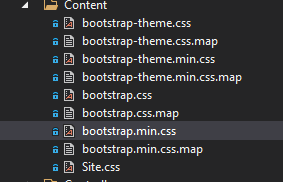 Content
bootstrap-theme.css
bootstrap-theme.css.map
bootstrap-theme.min.css
bootstrap-theme.min.css.map
bootstrap.css
bootstrap.css.map
bootstrap.min.css
bootstrap.min.css.map
Site.css